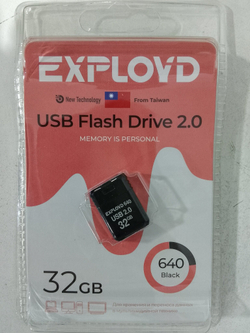 EXPLOYD
New Technology
From Taiwan
USB Flash Drive 2.0
MEMORY IS PERSONAL
EXPLOYD 640
USB 2.0
32GB
640
Black
32GB